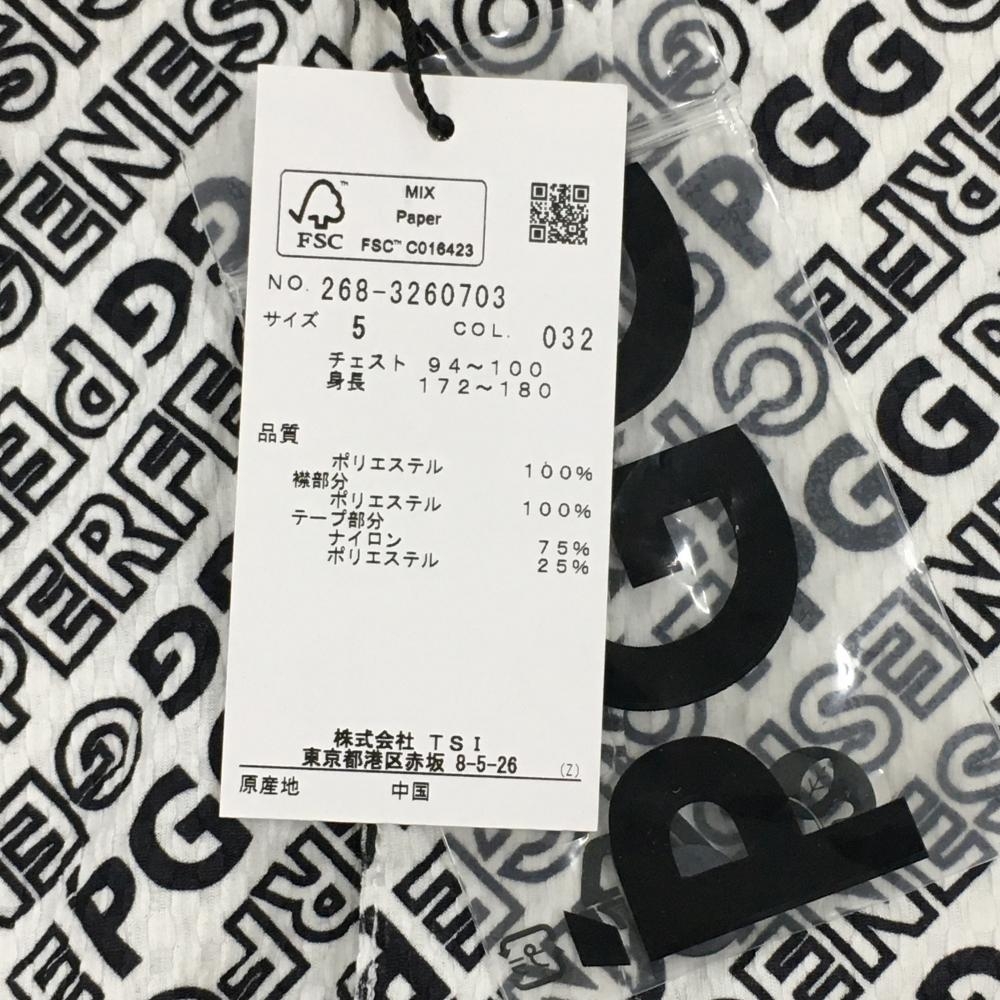 MIX
Paper
FSC™ C016423
FSC
NO. 268-3260703
サイズ 5 COL. 032
チェスト 94～100
身長 172～180
品質
ポリエステル 100%
襟部分
ポリエステル 100%
テープ部分
ナイロン 75%
ポリエステル 25%
株式会社 TSI
東京都港区赤坂 8-5-26 (Z)
原産地 中国
PGG
PERFE
GENESIS
PGG